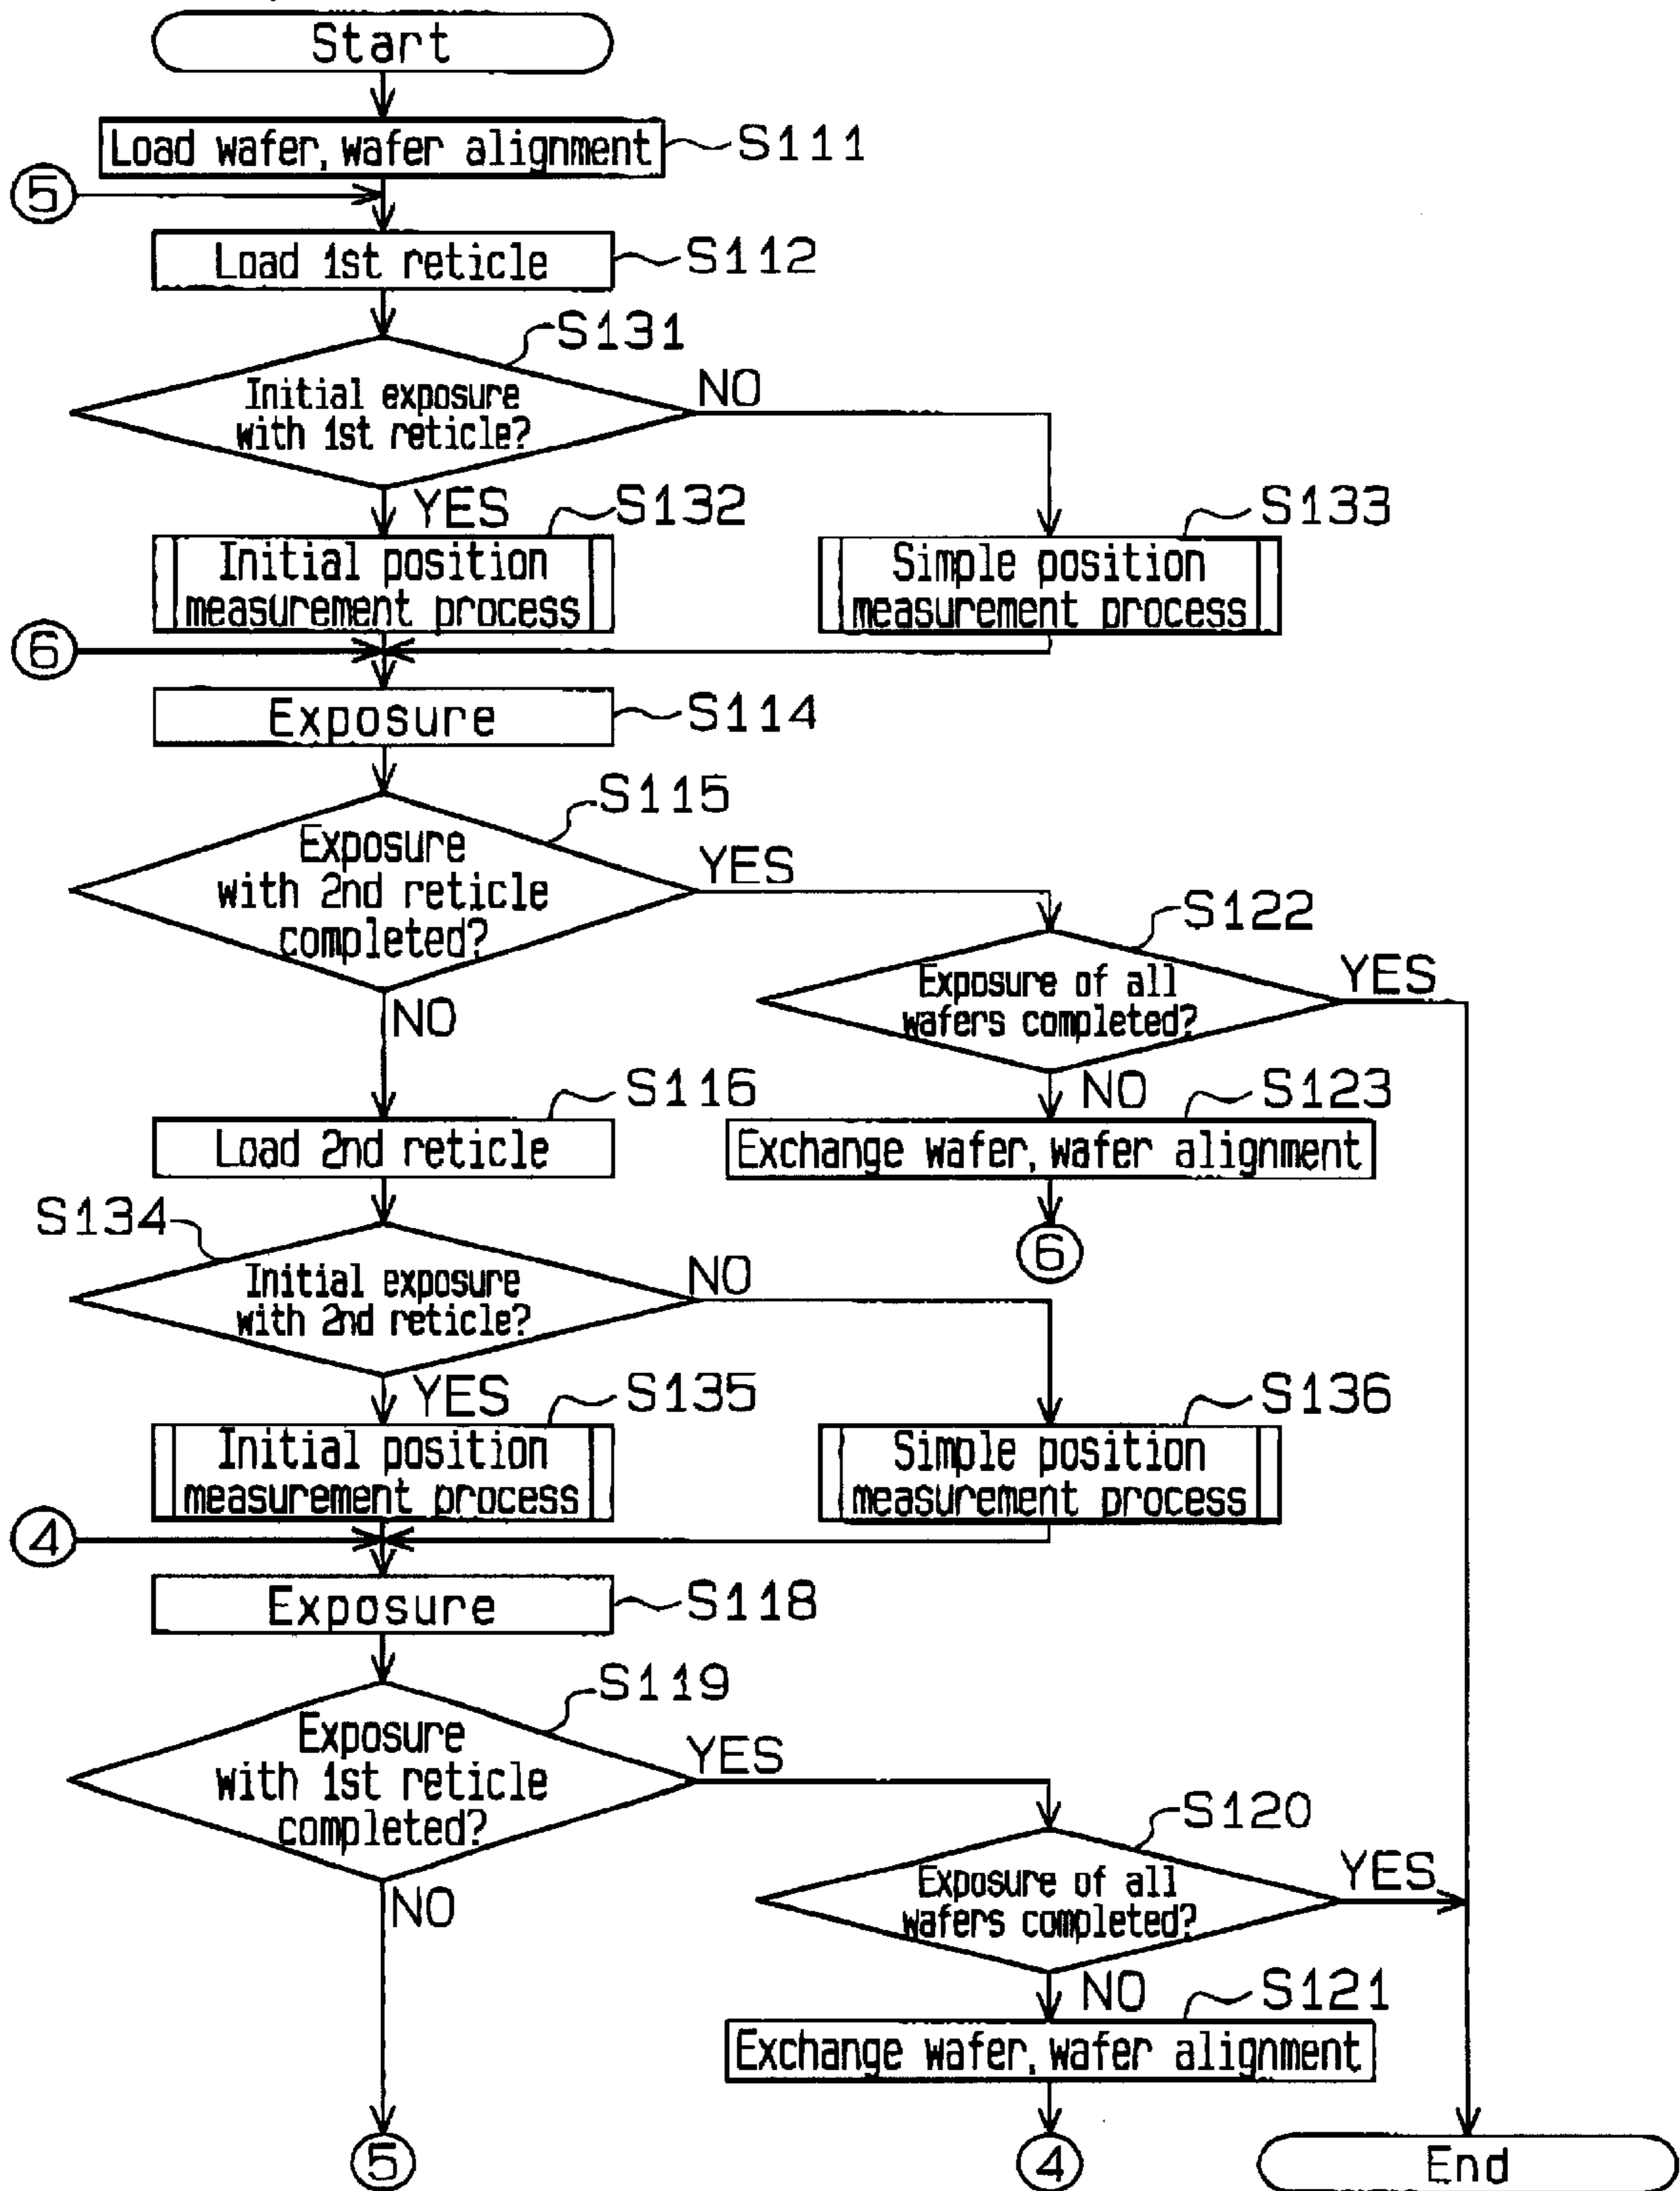 Start
Load wafer, wafer alignment
S111
5
Load 1st reticle
S112
S131
Initial exposure
with 1st reticle?
NO
YES
S132
Initial position
measurement process
S133
Simple position
measurement process
6
Exposure
S114
S115
Exposure
with 2nd reticle
completed?
YES
NO
S122
Exposure of all
wafers completed?
YES
NO
S123
Exchange wafer, wafer alignment
6
S116
Load 2nd reticle
S134
Initial exposure
with 2nd reticle?
NO
YES
S135
Initial position
measurement process
S136
Simple position
measurement process
4
Exposure
S118
S119
Exposure
with 1st reticle
completed?
YES
NO
S120
Exposure of all
wafers completed?
YES
NO
S121
Exchange wafer, wafer alignment
5
4
End